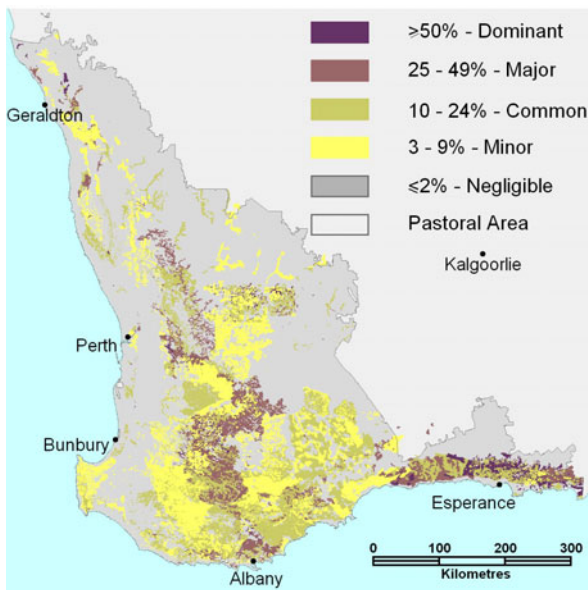 ≥50% - Dominant
25 - 49% - Major
10 - 24% - Common
3 - 9% - Minor
≤2% - Negligible
Pastoral Area
Geraldton
Kalgoorlie
Perth
Bunbury
Esperance
Albany
0 100 200 300
Kilometres